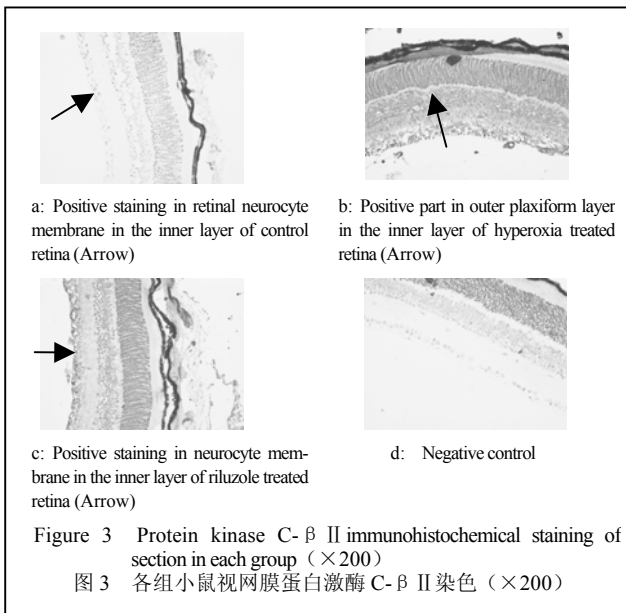 a: Positive staining in retinal neurocyte
membrane in the inner layer of control
retina (Arrow)
b: Positive part in outer plaxiform layer
in the inner layer of hyperoxia treated
retina (Arrow)
c: Positive staining in neurocyte mem-
brane in the inner layer of riluzole treated
retina (Arrow)
d: Negative control
Figure 3 Protein kinase C-β Ⅱ immunohistochemical staining of
section in each group（×200）
图 3 各组小鼠视网膜蛋白激酶 C-β Ⅱ染色（×200）